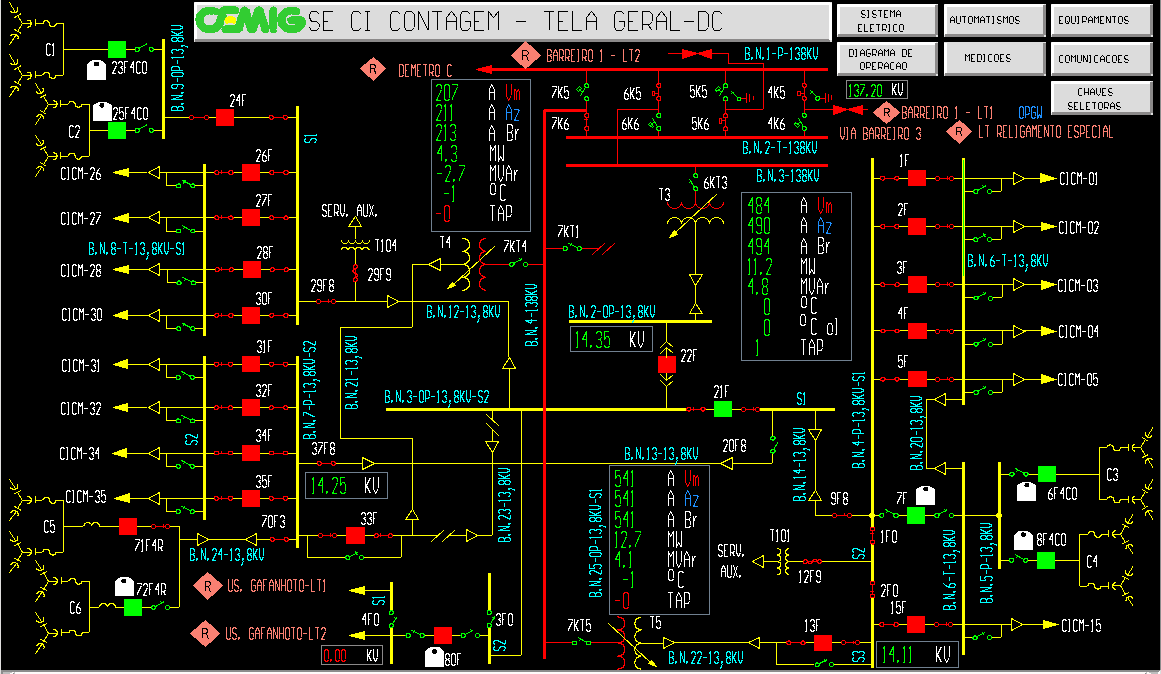 CEMIG SE CI CONTAGEM - TELA GERAL-DC
SISTEMA
ELETRICO
AUTOMATISMOS
EQUIPAMENTOS
DIAGRAMA DE
OPERACAO
MEDICOES
COMUNICACOES
CHAVES
SELETORAS
C1
23F4CO
25F4CO
C2
B.N.9-OP-13,8KV
24F
S1
R DEMETRO C
R BARREIRO 1 - LT2
B.N.1-P-138KV
137.20 KV
R BARREIRO 1 - LT1 OPGW
VIA BARREIRO 3
R LT RELIGAMENTO ESPECIAL
207 A Vm
211 A Az
213 A Br
4.3 MW
-2.7 MVAr
-1 ºC
-0 TAP
7K5
6K5
5K5
4K5
7K6
6K6
5K6
4K6
B.N.2-T-138KV
B.N.3-138KV
CICM-26
26F
CICM-27
27F
B.N.8-T-13,8KV-S1
CICM-28
28F
CICM-30
30F
SERV. AUX.
T104
29F9
29F8
T4
7KT4
7KT1
B.N.12-13,8KV
B.N.4-138KV
T3
6KT3
484 A Vm
490 A Az
494 A Br
11.2 MW
4.8 MVAr
0 ºC
0 ºC ol
1 TAP
B.N.2-OP-13,8KV
14.35 KV
22F
1F
CICM-01
2F
CICM-02
B.N.6-T-13,8KV
3F
CICM-03
4F
CICM-04
5F
CICM-05
CICM-31
31F
CICM-32
32F
S2
CICM-34
34F
CICM-35
35F
B.N.7-P-13,8KV-S2
B.N.21-13,8KV
B.N.3-OP-13,8KV-S2
21F
S1
37F8
14.25 KV
B.N.13-13,8KV
20F8
B.N.14-13,8KV
B.N.4-P-13,8KV-S1
B.N.20-13,8KV
B.N.23-13,8KV
B.N.25-OP-13,8KV-S1
541 A Vm
541 A Az
541 A Br
12.7 MW
4.1 MVAr
-1 ºC
-0 TAP
9F8
7F
C3
6F4CO
8F4CO
C4
C5
71F4R
70F3
33F
B.N.24-13,8KV
C6
72F4R
R US. GAFANHOTO-LT1
R US. GAFANHOTO-LT2
S1
4F0
3F0
S2
80F
0.00 KV
SERV.
AUX.
T101
12F9
S2
1F0
2F0
B.N.6-T-13,8KV
B.N.5-P-13,8KV
15F
CICM-15
7KT5
T5
B.N.22-13,8KV
13F
S3
14.11 KV